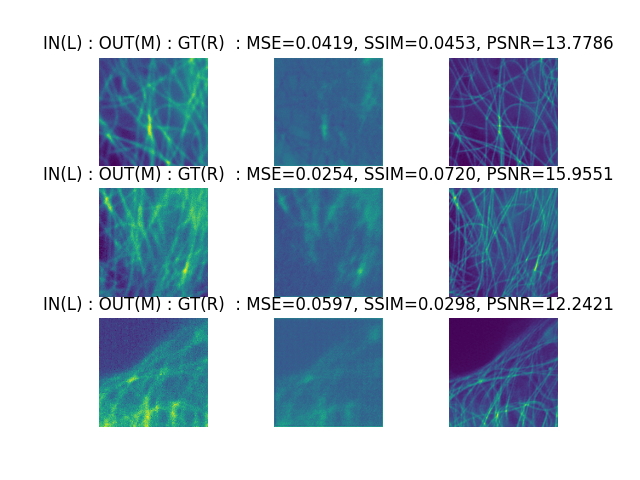 IN(L) : OUT(M) : GT(R)  : MSE=0.0419, SSIM=0.0453, PSNR=13.7786
IN(L) : OUT(M) : GT(R)  : MSE=0.0254, SSIM=0.0720, PSNR=15.9551
IN(L) : OUT(M) : GT(R)  : MSE=0.0597, SSIM=0.0298, PSNR=12.2421